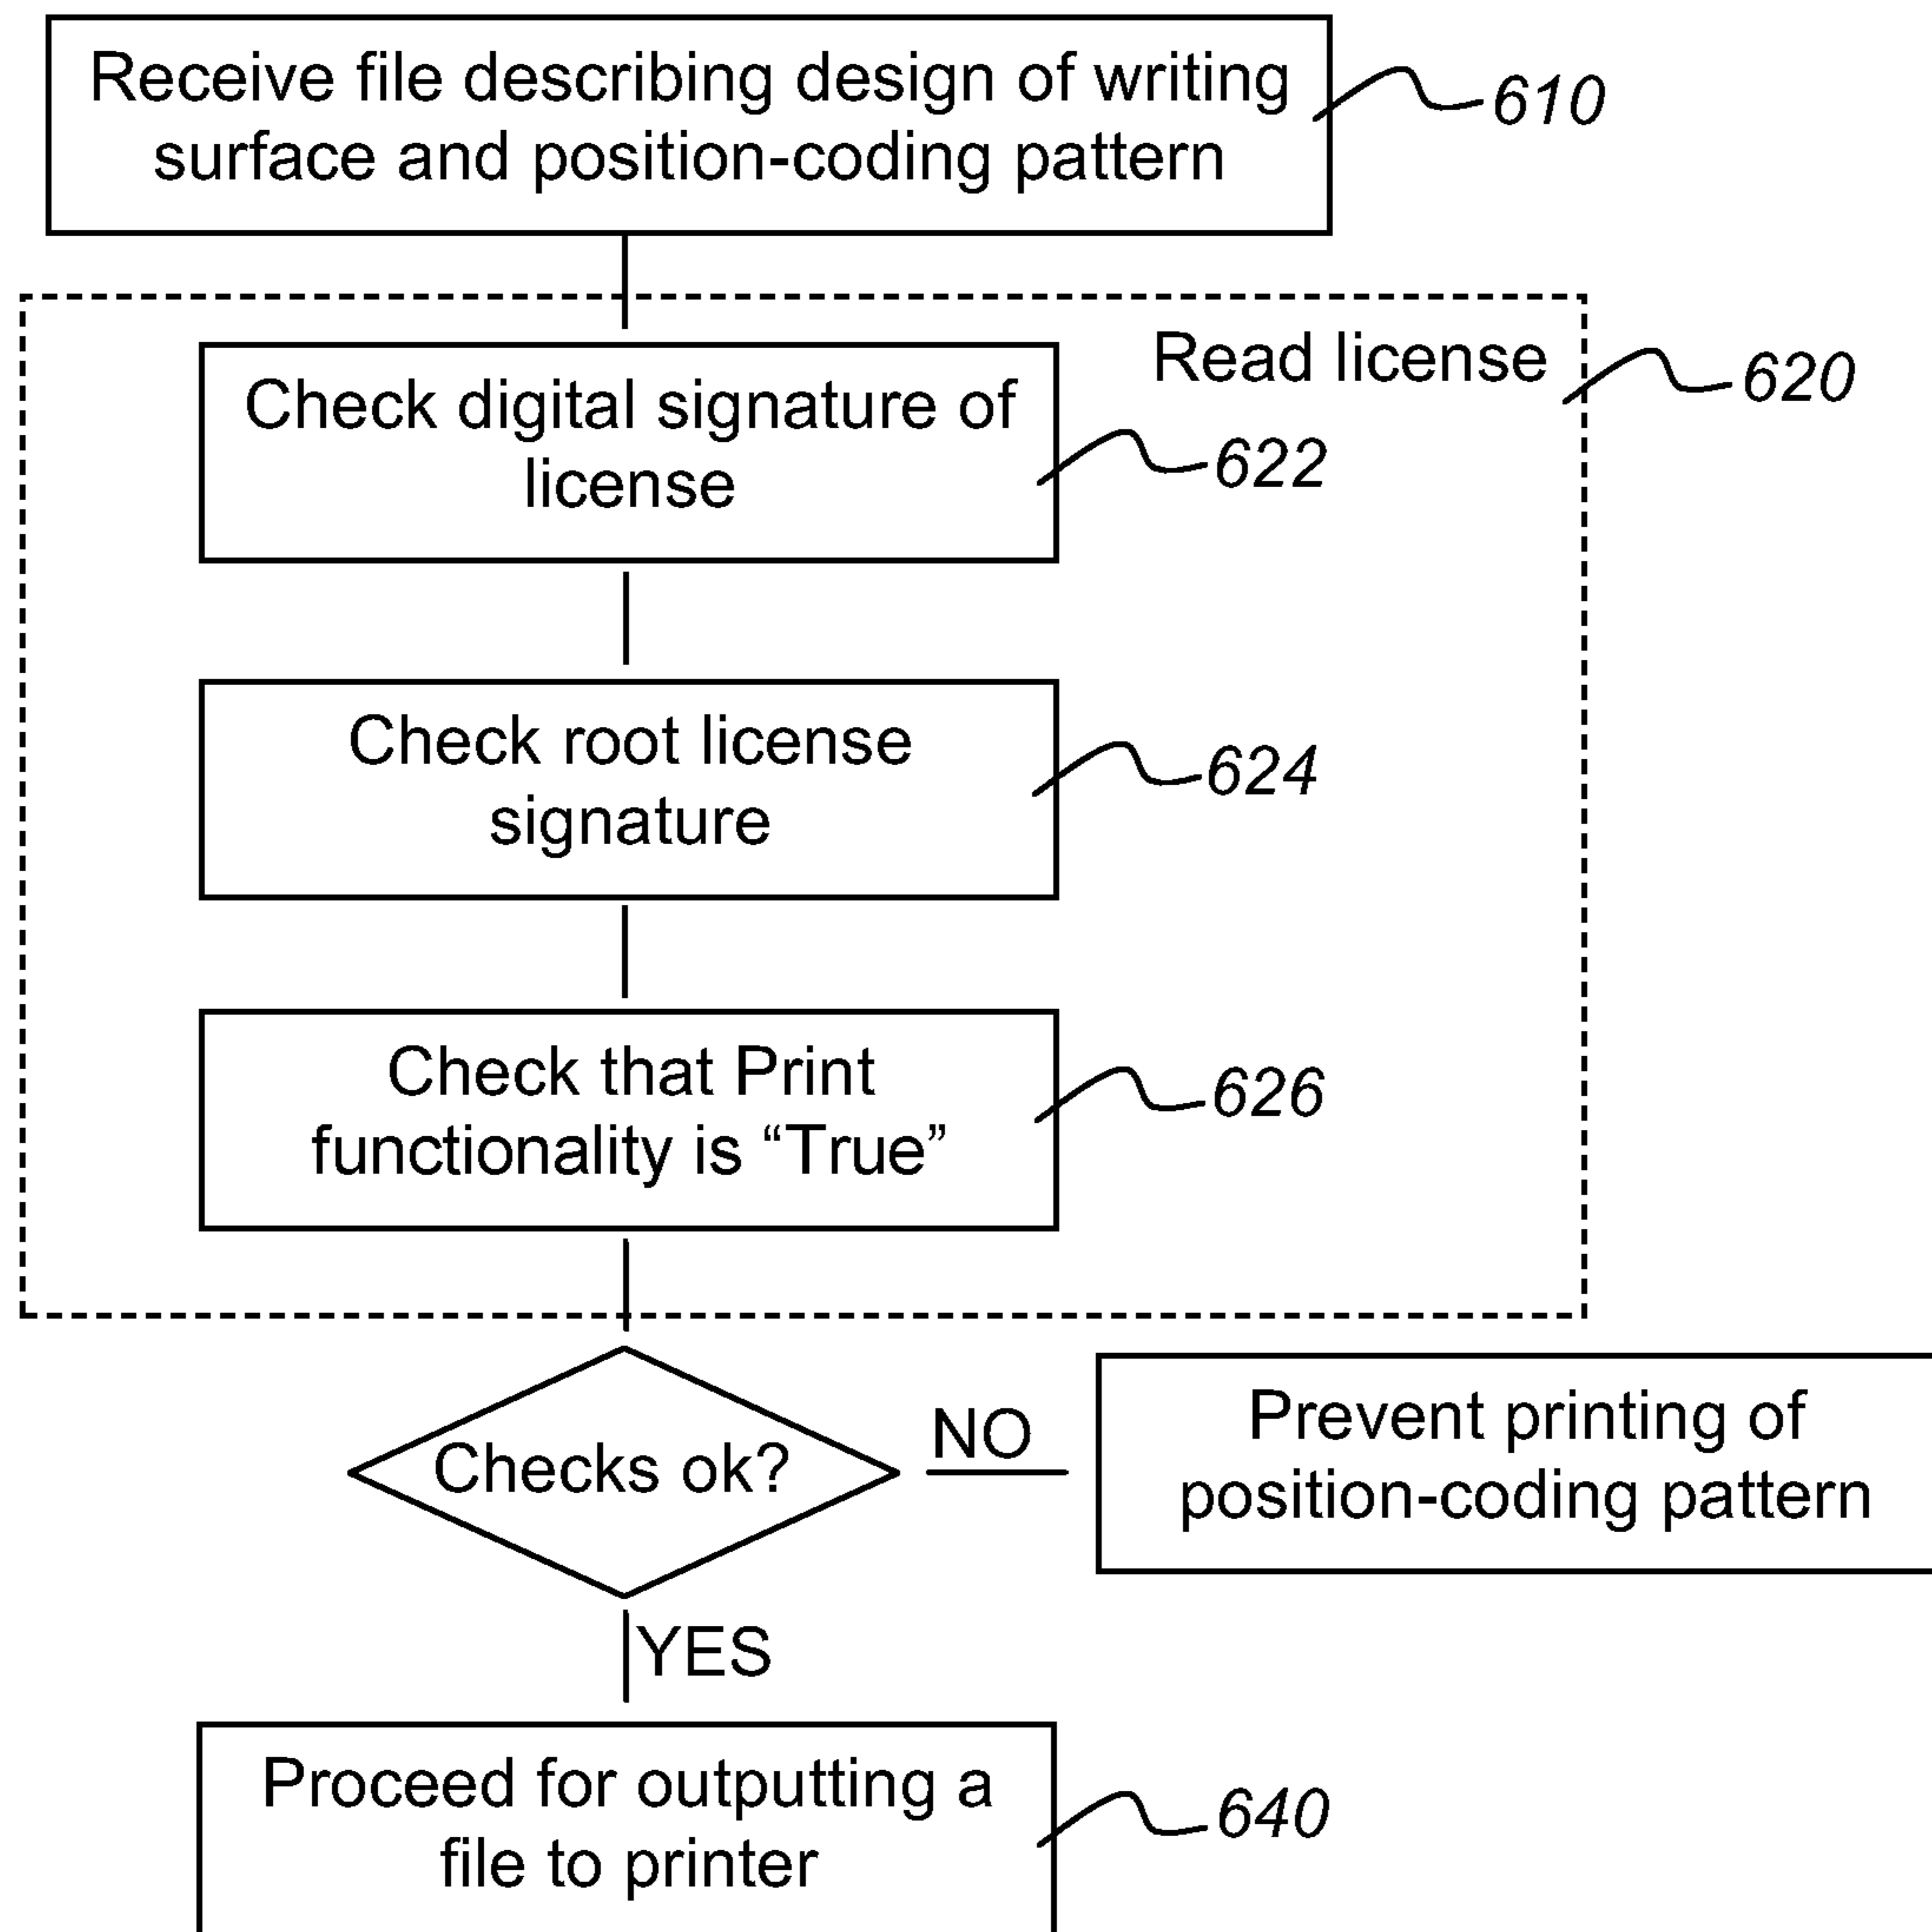 Receive file describing design of writing
surface and position-coding pattern
610
Read license
620
Check digital signature of
license
622
Check root license
signature
624
Check that Print
functionality is “True”
626
Checks ok?
NO
Prevent printing of
position-coding pattern
YES
Proceed for outputting a
file to printer
640